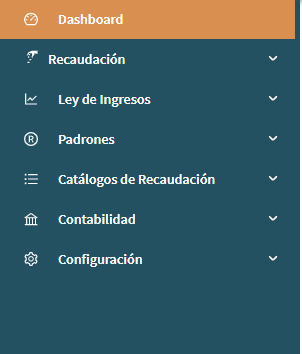 Dashboard
Recaudación
Ley de Ingresos
Padrones
Catálogos de Recaudación
Contabilidad
Configuración